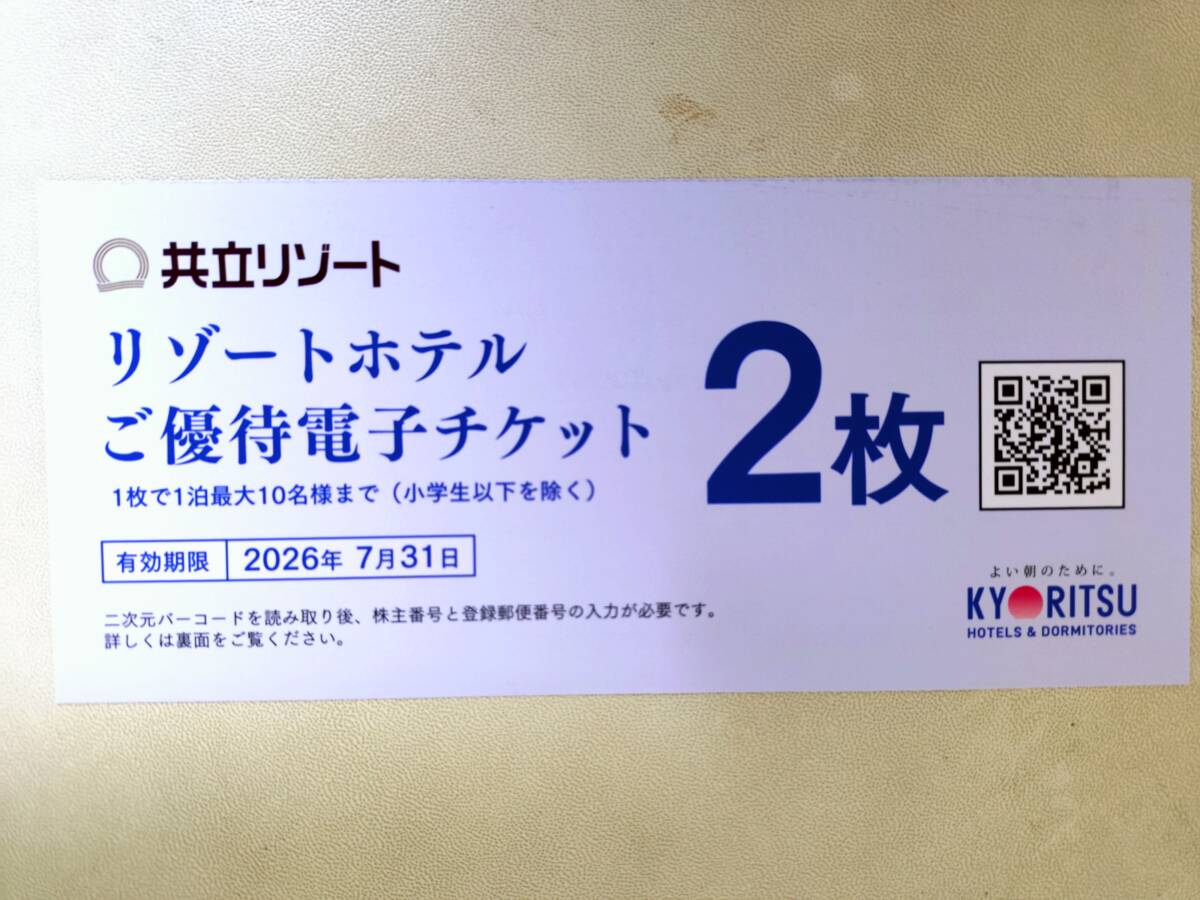 共立リゾート
リゾートホテル
ご優待電子チケット
2枚
1枚で1泊最大10名様まで（小学生以下を除く）
有効期限 2026年 7月31日
二次元バーコードを読み取り後、株主番号と登録郵便番号の入力が必要です。
詳しくは裏面をご覧ください。
よい朝のために。
KYORITSU
HOTELS & DORMITORIES